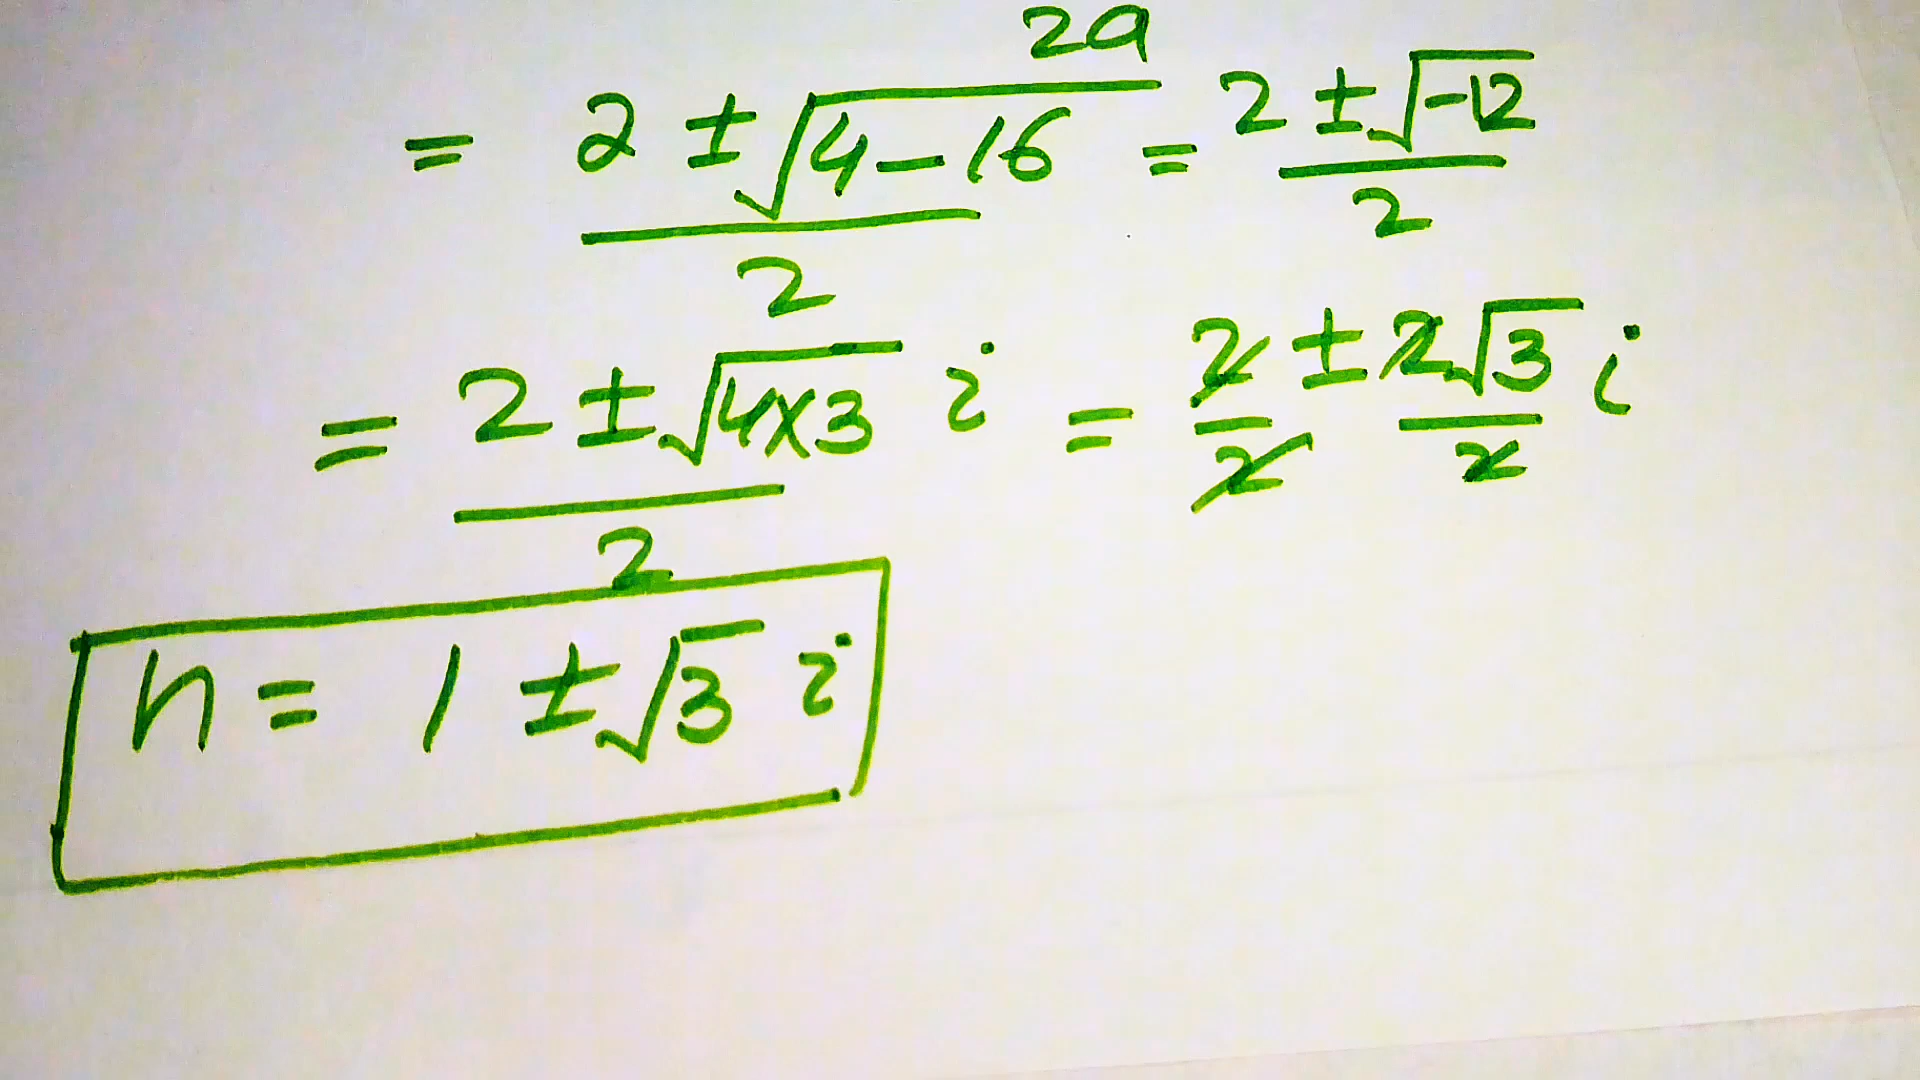 2a
= 2 ± √4-16 / 2 = 2 ± √-12 / 2
= 2 ± √4×3 i / 2 = 2/2 ± 2√3/2 i
n = 1 ± √3 i